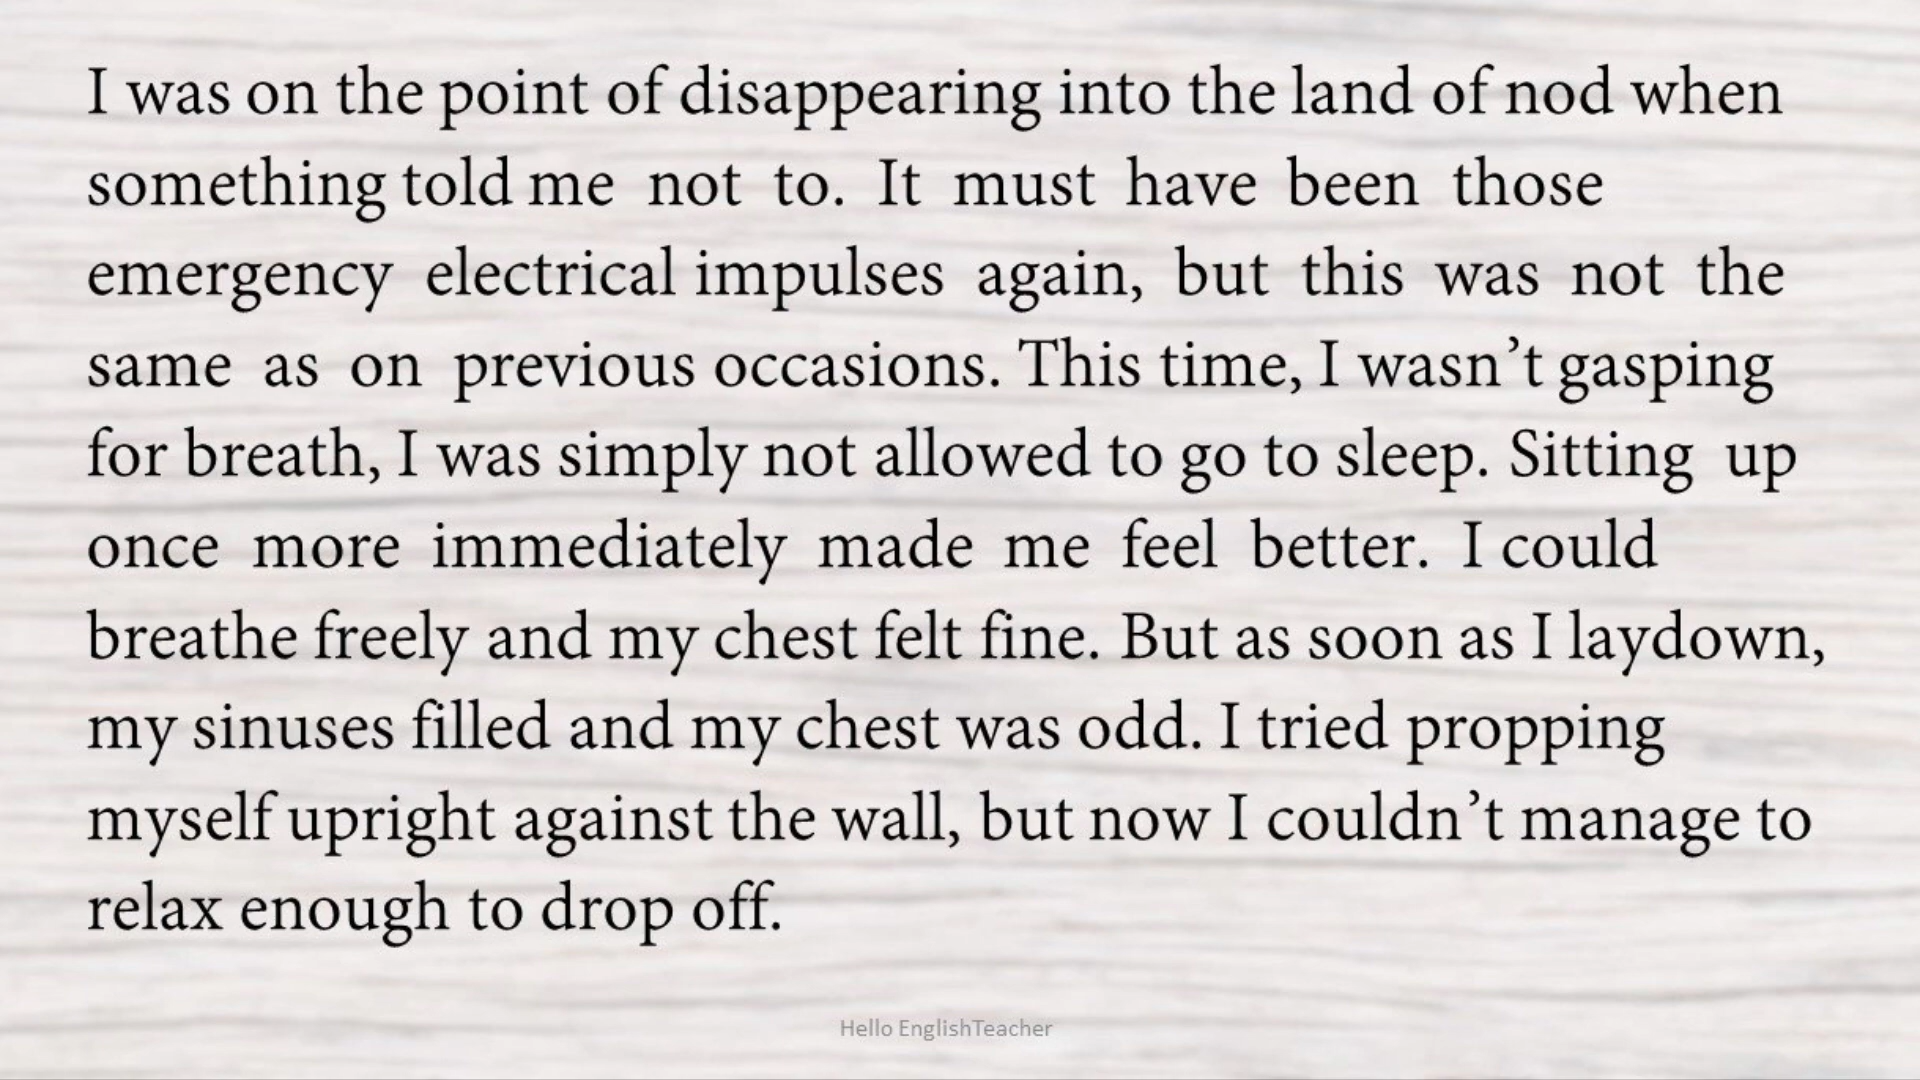 I was on the point of disappearing into the land of nod when
something told me not to. It must have been those
emergency electrical impulses again, but this was not the
same as on previous occasions. This time, I wasn’t gasping
for breath, I was simply not allowed to go to sleep. Sitting up
once more immediately made me feel better. I could
breathe freely and my chest felt fine. But as soon as I laydown,
my sinuses filled and my chest was odd. I tried propping
myself upright against the wall, but now I couldn’t manage to
relax enough to drop off.
Hello EnglishTeacher